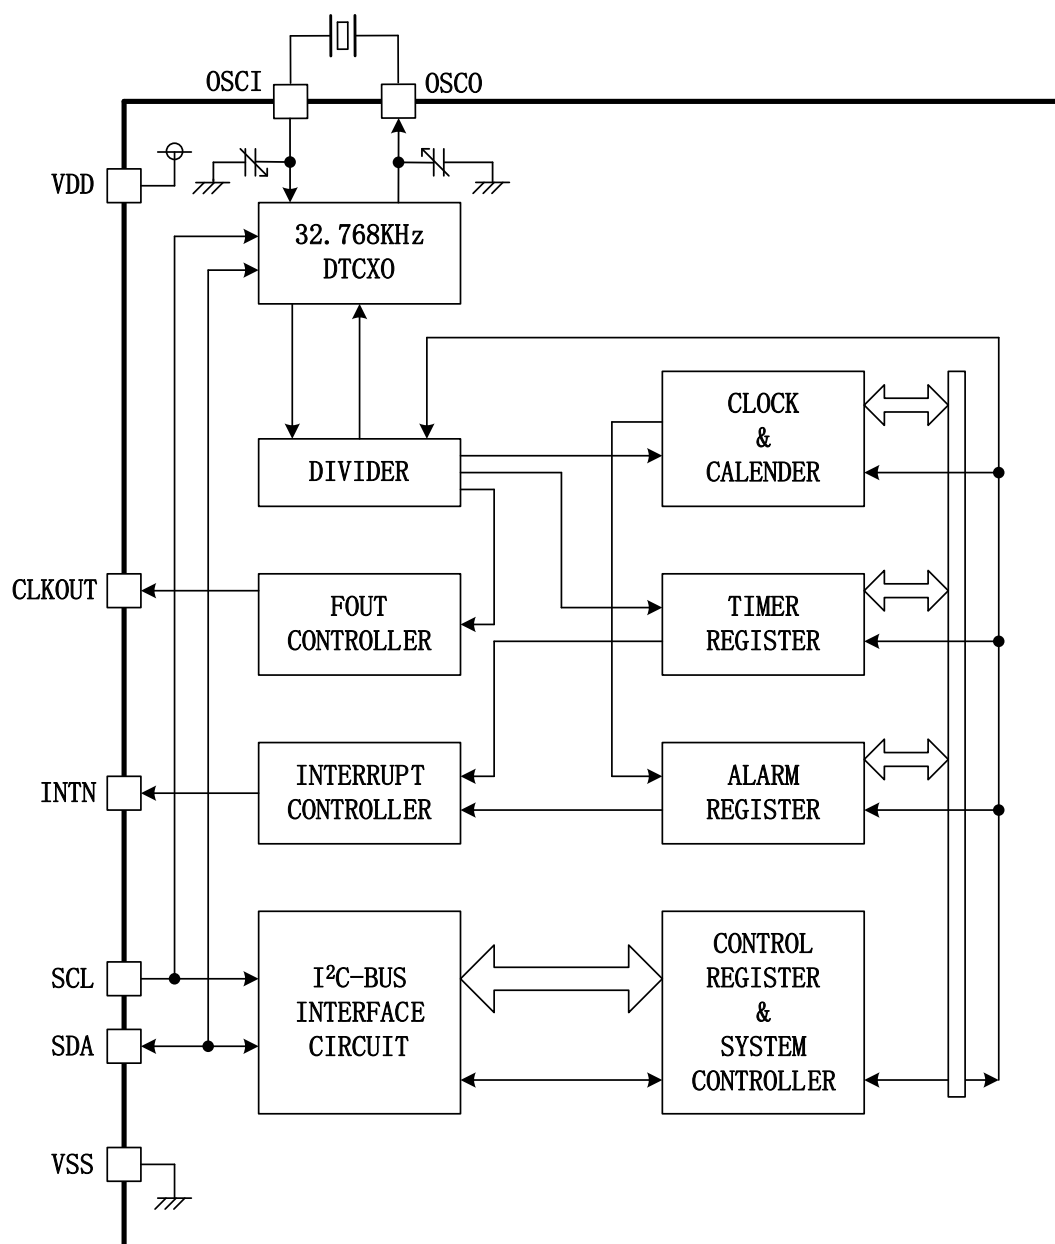 OSCI
OSCO
VDD
32.768KHz
DTCXO
CLOCK
&
CALENDER
DIVIDER
CLKOUT
FOUT
CONTROLLER
TIMER
REGISTER
INTN
INTERRUPT
CONTROLLER
ALARM
REGISTER
SCL
SDA
I²C-BUS
INTERFACE
CIRCUIT
CONTROL
REGISTER
&
SYSTEM
CONTROLLER
VSS